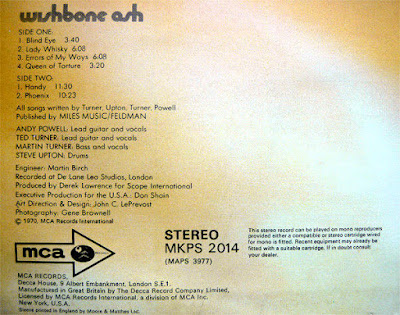 wishbone ash
SIDE ONE:
1. Blind Eye 3.40
2. Lady Whisky 6:08
3. Errors of My Ways 6:08
4. Queen of Torture 3.20
SIDE TWO:
1. Handy 11:30
2. Phoenix 10:23
All songs written by Turner, Upton, Turner, Powell
Published by MILES MUSIC/FELDMAN
ANDY POWELL: Lead guitar and vocals
TED TURNER: Lead guitar and vocals
MARTIN TURNER: Bass and vocals
STEVE UPTON: Drums
Engineer: Martin Birch
Recorded at De Lane Lea Studios, London
Produced by Derek Lawrence for Scope International
Executive Production for the U.S.A.: Don Shain
Art Direction & Design: John C. LePrevost
Photography: Gene Brownell
© 1970, MCA Records International
mca
STEREO
MKPS 2014
(MAPS 3977)
This stereo record can be played on mono reproducers
provided either a compatible or stereo cartridge wired
for mono is fitted. Recent equipment may already be
fitted with a suitable cartridge. If in doubt consult
your dealer.
MCA RECORDS,
Decca House, 9 Albert Embankment, London S.E.1.
Manufactured in Great Britain by The Decca Record Company Limited,
Licensed by MCA Records International, a division of MCA Inc.
New York, U.S.A.
Sleeve printed in England by Moore & Matthes Ltd.